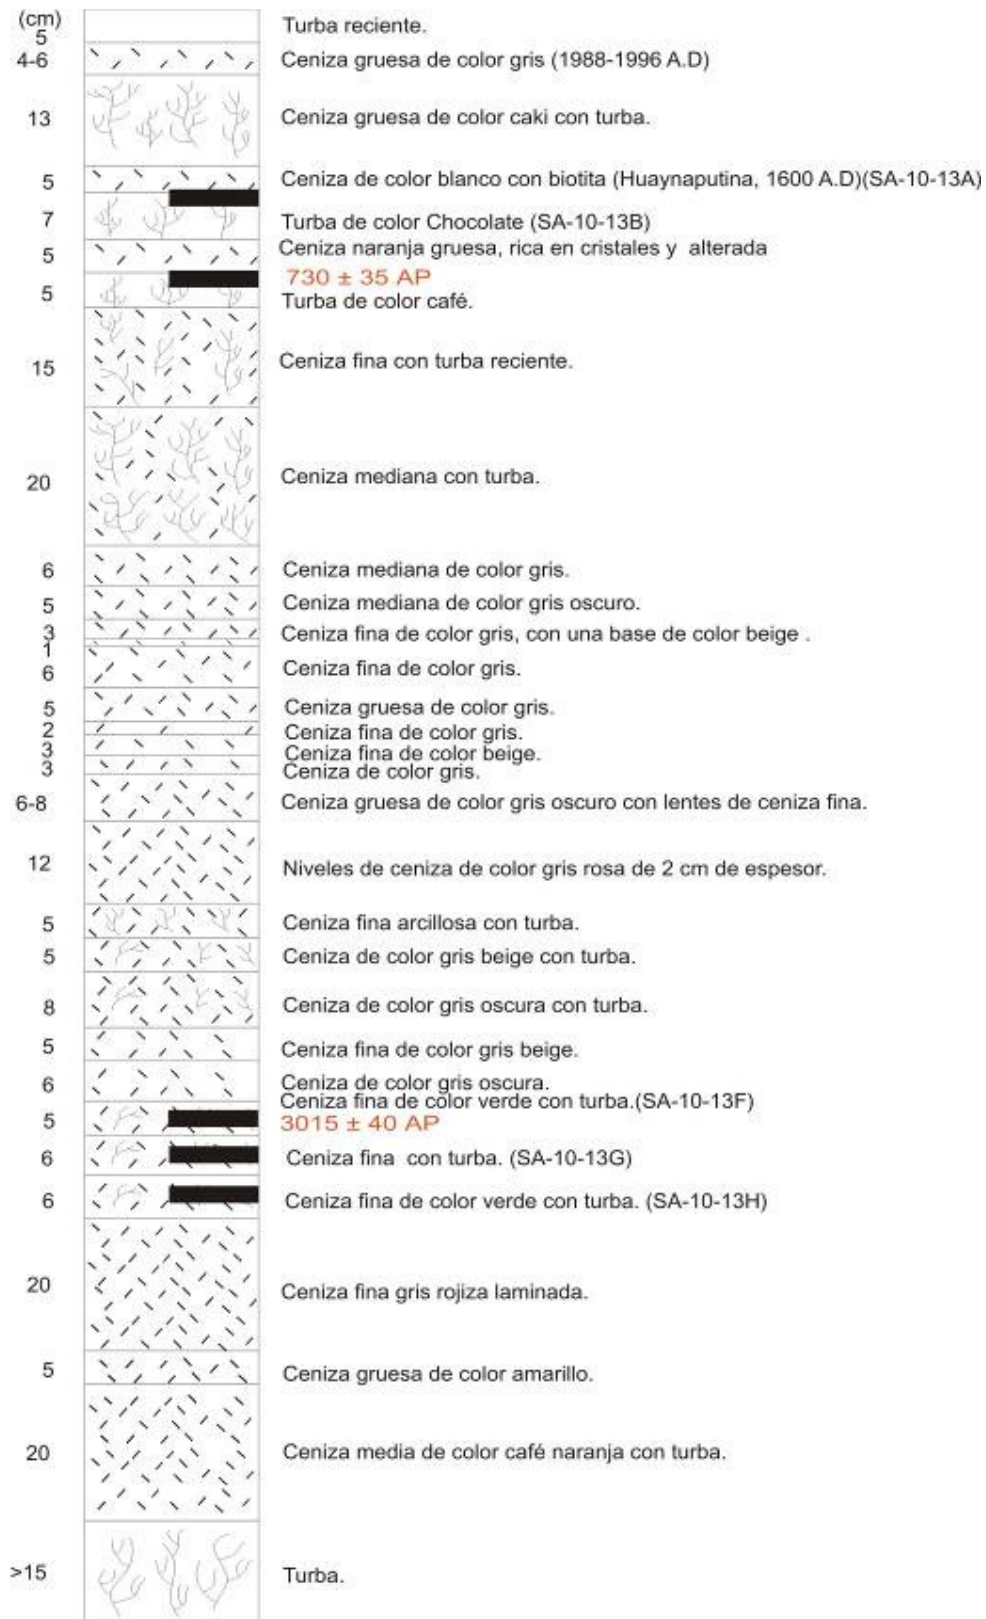 (cm)
5 Turba reciente.
4-6 Ceniza gruesa de color gris (1988-1996 A.D)
13 Ceniza gruesa de color caki con turba.
5 Ceniza de color blanco con biotita (Huaynaputina, 1600 A.D)(SA-10-13A)
7 Turba de color Chocolate (SA-10-13B)
5 Ceniza naranja gruesa, rica en cristales y alterada
730 ± 35 AP
5 Turba de color café.
15 Ceniza fina con turba reciente.
20 Ceniza mediana con turba.
6 Ceniza mediana de color gris.
5 Ceniza mediana de color gris oscuro.
3 Ceniza fina de color gris, con una base de color beige .
1
6 Ceniza fina de color gris.
5 Ceniza gruesa de color gris.
2 Ceniza fina de color gris.
3 Ceniza fina de color beige.
3 Ceniza de color gris.
6-8 Ceniza gruesa de color gris oscuro con lentes de ceniza fina.
12 Niveles de ceniza de color gris rosa de 2 cm de espesor.
5 Ceniza fina arcillosa con turba.
5 Ceniza de color gris beige con turba.
8 Ceniza de color gris oscura con turba.
5 Ceniza fina de color gris beige.
6 Ceniza de color gris oscura.
Ceniza fina de color verde con turba.(SA-10-13F)
5 3015 ± 40 AP
6 Ceniza fina con turba. (SA-10-13G)
6 Ceniza fina de color verde con turba. (SA-10-13H)
20 Ceniza fina gris rojiza laminada.
5 Ceniza gruesa de color amarillo.
20 Ceniza media de color café naranja con turba.
>15 Turba.